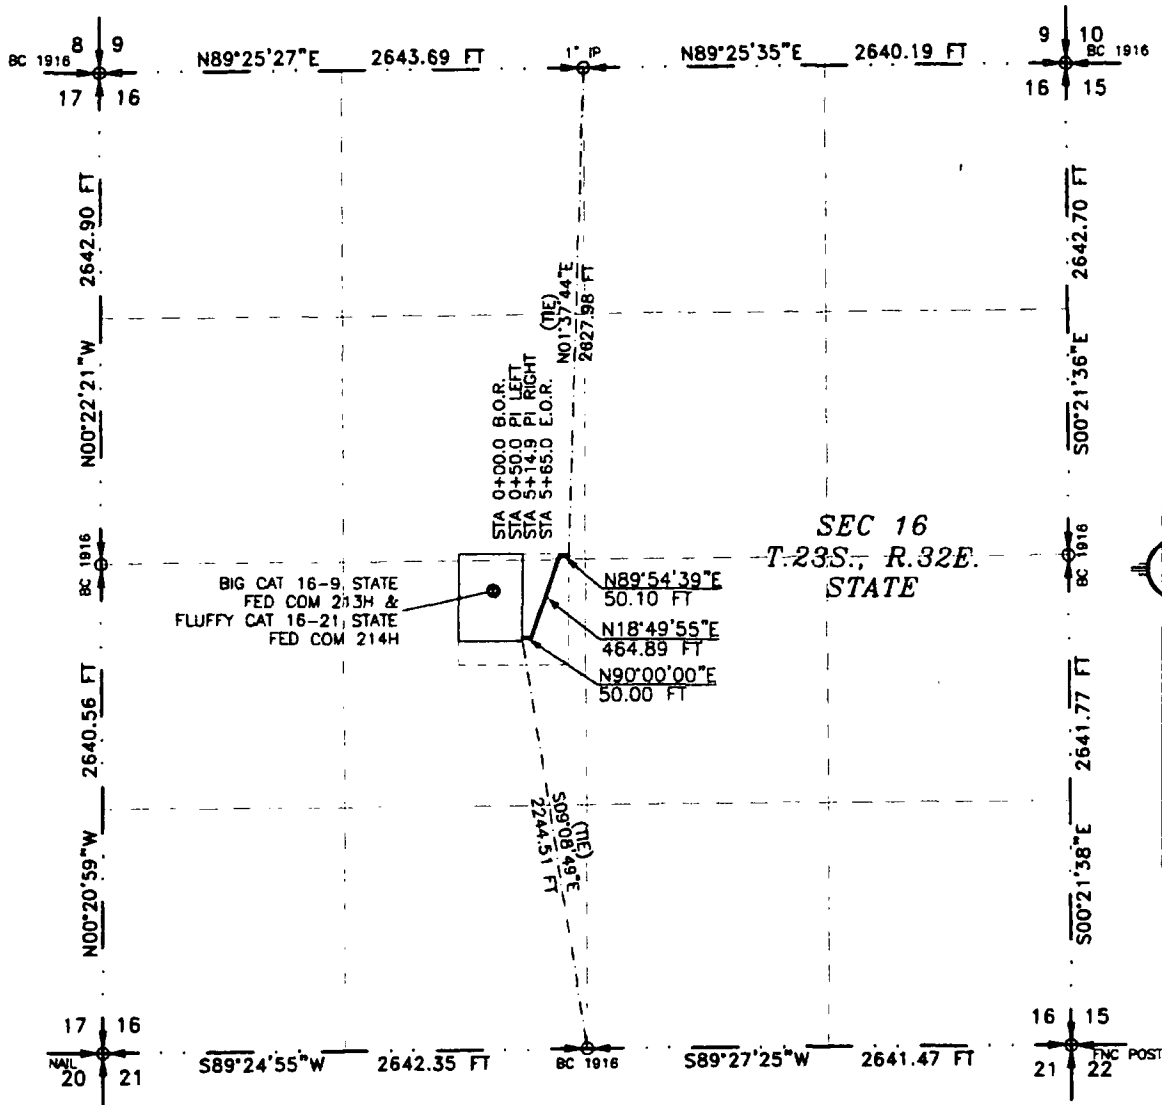 8 9
BC 1916
17 16
N89°25'27"E 2643.69 FT
1" IP
N89°25'35"E 2640.19 FT
9 10
BC 1916
16 15
2642.90 FT
N00°22'21"W
2642.70 FT
S00°21'36"E
N01°37'44"E
(TIE)
2627.98 FT
STA 0+00.0 B.O.R.
STA 0+50.0 PI LEFT
STA 5+14.9 PI RIGHT
STA 5+65.0 E.O.R.
SEC 16
T.23S., R.32E.
STATE
BC 1916
BC 1916
BIG CAT 16-9 STATE
FED COM 213H &
FLUFFY CAT 16-21 STATE
FED COM 214H
N89°54'39"E
50.10 FT
N18°49'55"E
464.89 FT
N90°00'00"E
50.00 FT
2640.56 FT
N00°20'59"W
2641.77 FT
S00°21'38"E
(TIE)
S09°08'49"E
2244.51 FT
17 16
NAIL
20 21
S89°24'55"W 2642.35 FT
BC 1916
S89°27'25"W 2641.47 FT
16 15
FNC POST
21 22